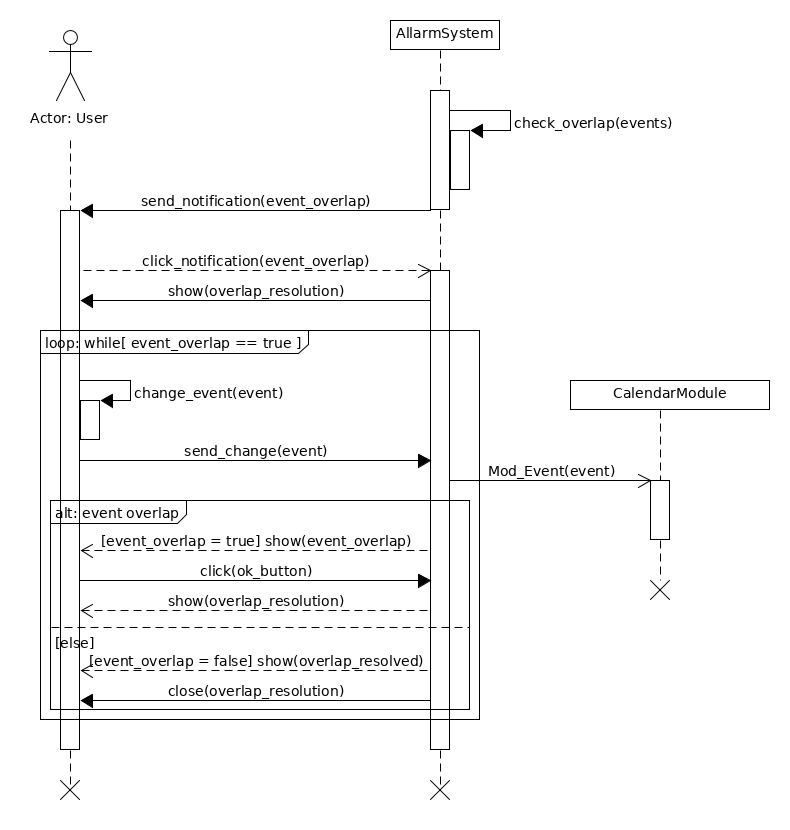 AllarmSystem
Actor: User
check_overlap(events)
send_notification(event_overlap)
click_notification(event_overlap)
show(overlap_resolution)
loop: while[ event_overlap == true ]
change_event(event)
CalendarModule
send_change(event)
Mod_Event(event)
alt: event overlap
[event_overlap = true] show(event_overlap)
click(ok_button)
show(overlap_resolution)
[else]
[event_overlap = false] show(overlap_resolved)
close(overlap_resolution)